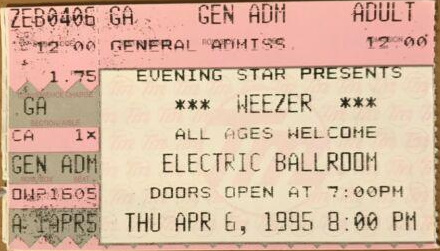 ZEB0406 GA GEN ADM ADULT
12.00 GENERAL ADMISS. 12.00
1.75 EVENING STAR PRESENTS
GA *** WEEZER ***
CA 1x ALL AGES WELCOME
GEN ADM ELECTRIC BALLROOM
DOORS OPEN AT 7:00PM
THU APR 6, 1995 8:00 PM